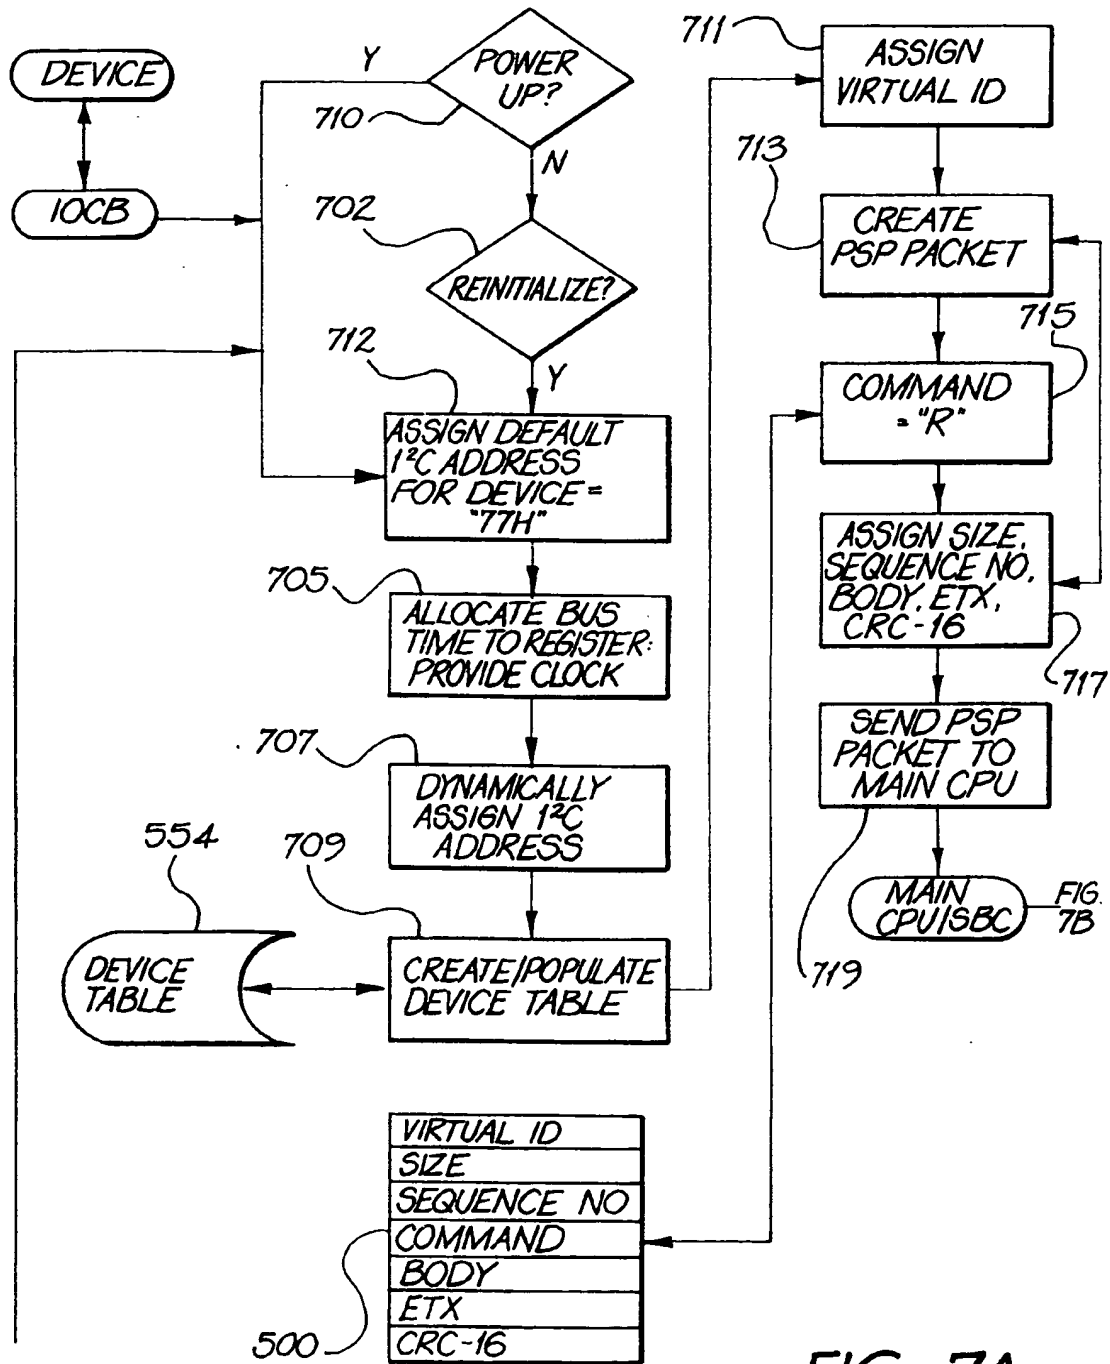 DEVICE
IOCB
Y
POWER
UP?
710
N
702
REINITIALIZE?
Y
712
ASSIGN DEFAULT
I²C ADDRESS
FOR DEVICE =
"77H"
705
ALLOCATE BUS
TIME TO REGISTER:
PROVIDE CLOCK
707
DYNAMICALLY
ASSIGN I²C
ADDRESS
554
DEVICE
TABLE
709
CREATE/POPULATE
DEVICE TABLE
VIRTUAL ID
SIZE
SEQUENCE NO
COMMAND
BODY
ETX
CRC-16
500
711
ASSIGN
VIRTUAL ID
713
CREATE
PSP PACKET
715
COMMAND
= "R"
ASSIGN SIZE,
SEQUENCE NO,
BODY, ETX,
CRC-16
717
SEND PSP
PACKET TO
MAIN CPU
719
MAIN
CPU/SBC
FIG.
7B
FIG. 7A